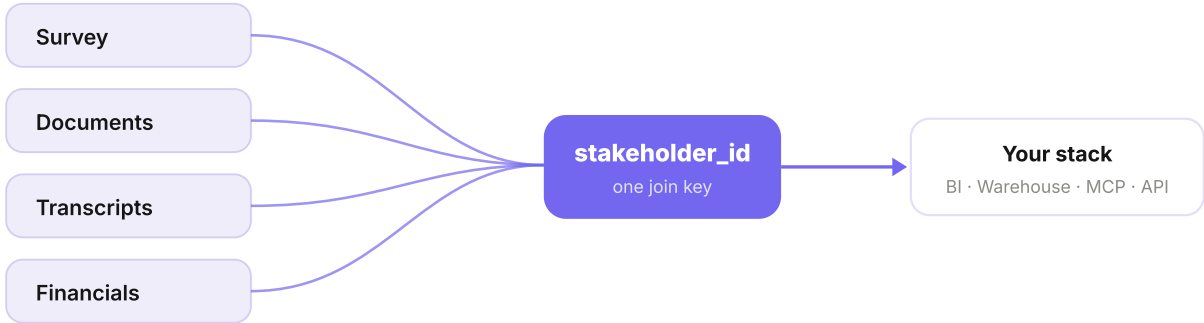 Survey
Documents
Transcripts
Financials
stakeholder_id
one join key
Your stack
BI · Warehouse · MCP · API